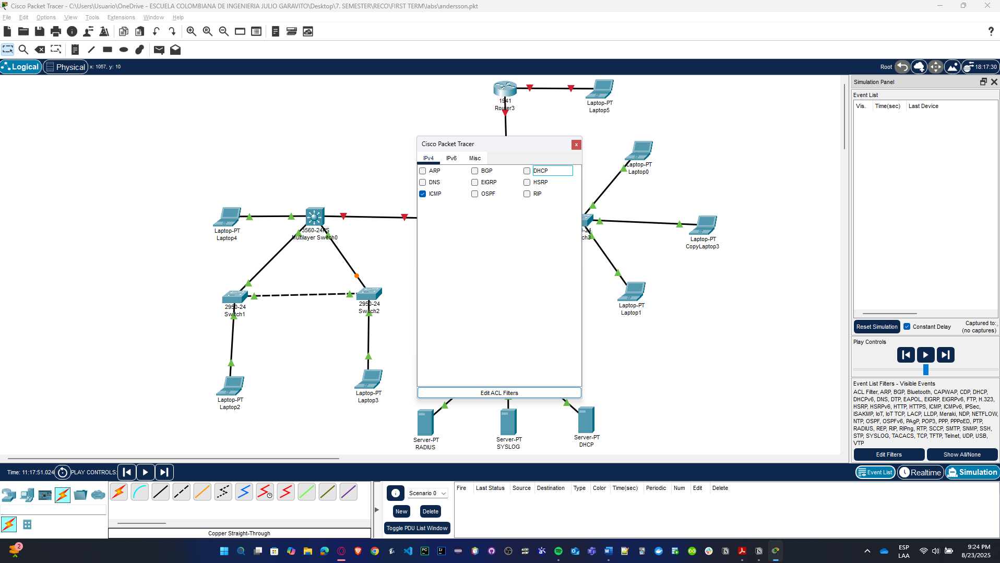 Cisco Packet Tracer - C:\Users\Usuario\OneDrive - ESCUELA COLOMBIANA DE INGENIERIA JULIO GARAVITO\Desktop\7. SEMESTER\RECO\FIRST TERM\labs\andersson.pkt
File Edit Options View Tools Extensions Window Help
Logical Physical x: 1057, y: 10 Root 18:17:30
1941
Router3
Laptop-PT
Laptop5
Laptop-PT
Laptop0
Laptop-PT
Laptop4
3560-24PS
Multilayer Switch0
0-24
ch3
Laptop-PT
CopyLaptop3
2950-24
Switch1
2950-24
Switch2
Laptop-PT
Laptop1
Laptop-PT
Laptop2
Laptop-PT
Laptop3
Server-PT
RADIUS
Server-PT
SYSLOG
Server-PT
DHCP
Cisco Packet Tracer
IPv4 IPv6 Misc
ARP BGP DHCP
DNS EIGRP HSRP
ICMP OSPF RIP
Edit ACL Filters
Simulation Panel
Event List
Vis. Time(sec) Last Device
Reset Simulation Constant Delay Captured to:
(no captures)
Play Controls
Event List Filters - Visible Events
ACL Filter, ARP, BGP, Bluetooth, CAPWAP, CDP, DHCP,
DHCPv6, DNS, DTP, EAPOL, EIGRP, EIGRPv6, FTP, H.323,
HSRP, HSRPv6, HTTP, HTTPS, ICMP, ICMPv6, IPSec,
ISAKMP, IoT, IoT TCP, LACP, LLDP, Meraki, NDP, NETFLOW,
NTP, OSPF, OSPFv6, PAgP, POP3, PPP, PPPoED, PTP,
RADIUS, REP, RIP, RIPng, RTP, SCCP, SMTP, SNMP, SSH,
STP, SYSLOG, TACACS, TCP, TFTP, Telnet, UDP, USB,
VTP
Edit Filters Show All/None
Time: 11:17:51.024 PLAY CONTROLS: Event List Realtime Simulation
Scenario 0
New Delete
Toggle PDU List Window
Fire Last Status Source Destination Type Color Time(sec) Periodic Num Edit Delete
Copper Straight-Through
2
ESP
LAA
9:24 PM
8/23/2025